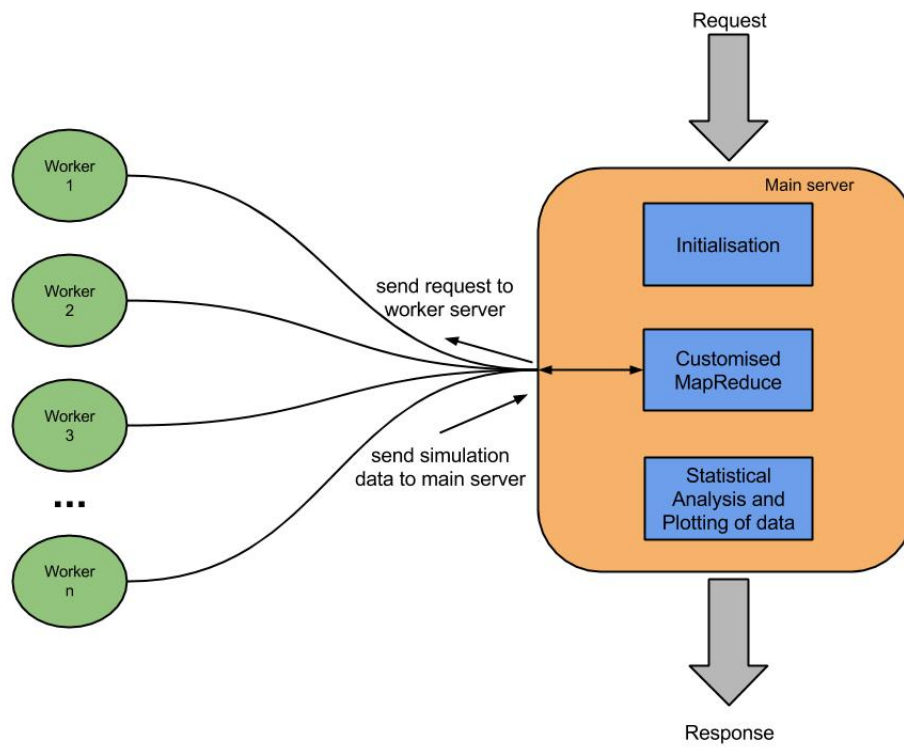 Request
Main server
Initialisation
Customised
MapReduce
Statistical
Analysis and
Plotting of data
Response
send request to
worker server
send simulation
data to main server
Worker
1
Worker
2
Worker
3
...
Worker
n